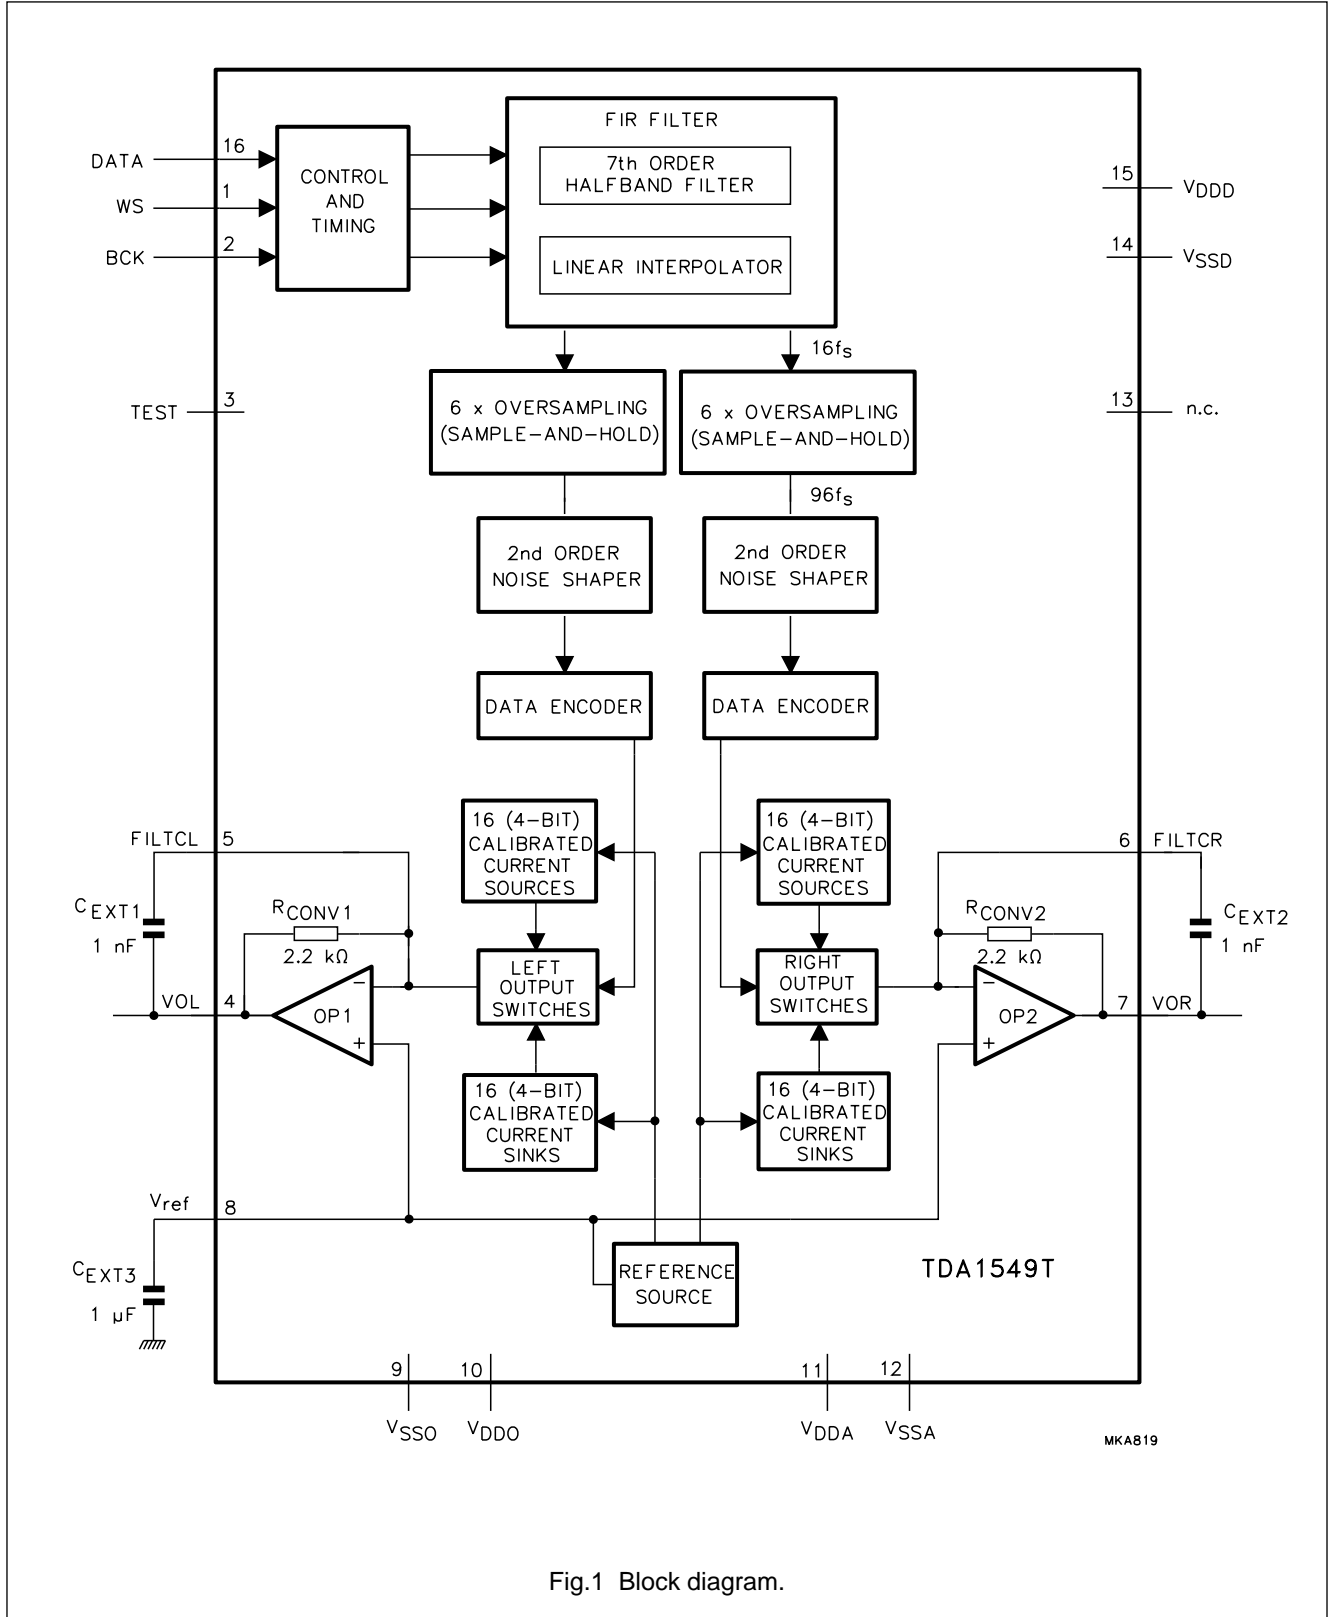 FIR FILTER
7th ORDER
HALFBAND FILTER
LINEAR INTERPOLATOR
DATA
16
WS
1
BCK
2
CONTROL
AND
TIMING
15
VDDD
14
VSSD
16fs
TEST
3
6 x OVERSAMPLING
(SAMPLE-AND-HOLD)
6 x OVERSAMPLING
(SAMPLE-AND-HOLD)
13
n.c.
96fs
2nd ORDER
NOISE SHAPER
2nd ORDER
NOISE SHAPER
DATA ENCODER
DATA ENCODER
16 (4-BIT)
CALIBRATED
CURRENT
SOURCES
16 (4-BIT)
CALIBRATED
CURRENT
SOURCES
FILTCL
5
6
FILTCR
CEXT1
1 nF
RCONV1
2.2 kΩ
RCONV2
2.2 kΩ
CEXT2
1 nF
LEFT
OUTPUT
SWITCHES
RIGHT
OUTPUT
SWITCHES
VOL
4
−
OP1
+
−
OP2
+
7
VOR
16 (4-BIT)
CALIBRATED
CURRENT
SINKS
16 (4-BIT)
CALIBRATED
CURRENT
SINKS
Vref
8
CEXT3
1 µF
REFERENCE
SOURCE
TDA1549T
9
10
11
12
VSSO
VDDO
VDDA
VSSA
MKA819
Fig.1 Block diagram.